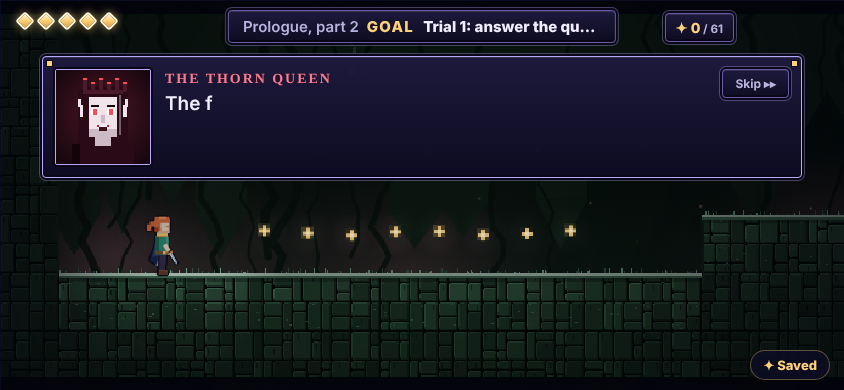 Prologue, part 2 GOAL Trial 1: answer the qu...
✦ 0 / 61
THE THORN QUEEN
Skip ▸▸
The f
✦ Saved